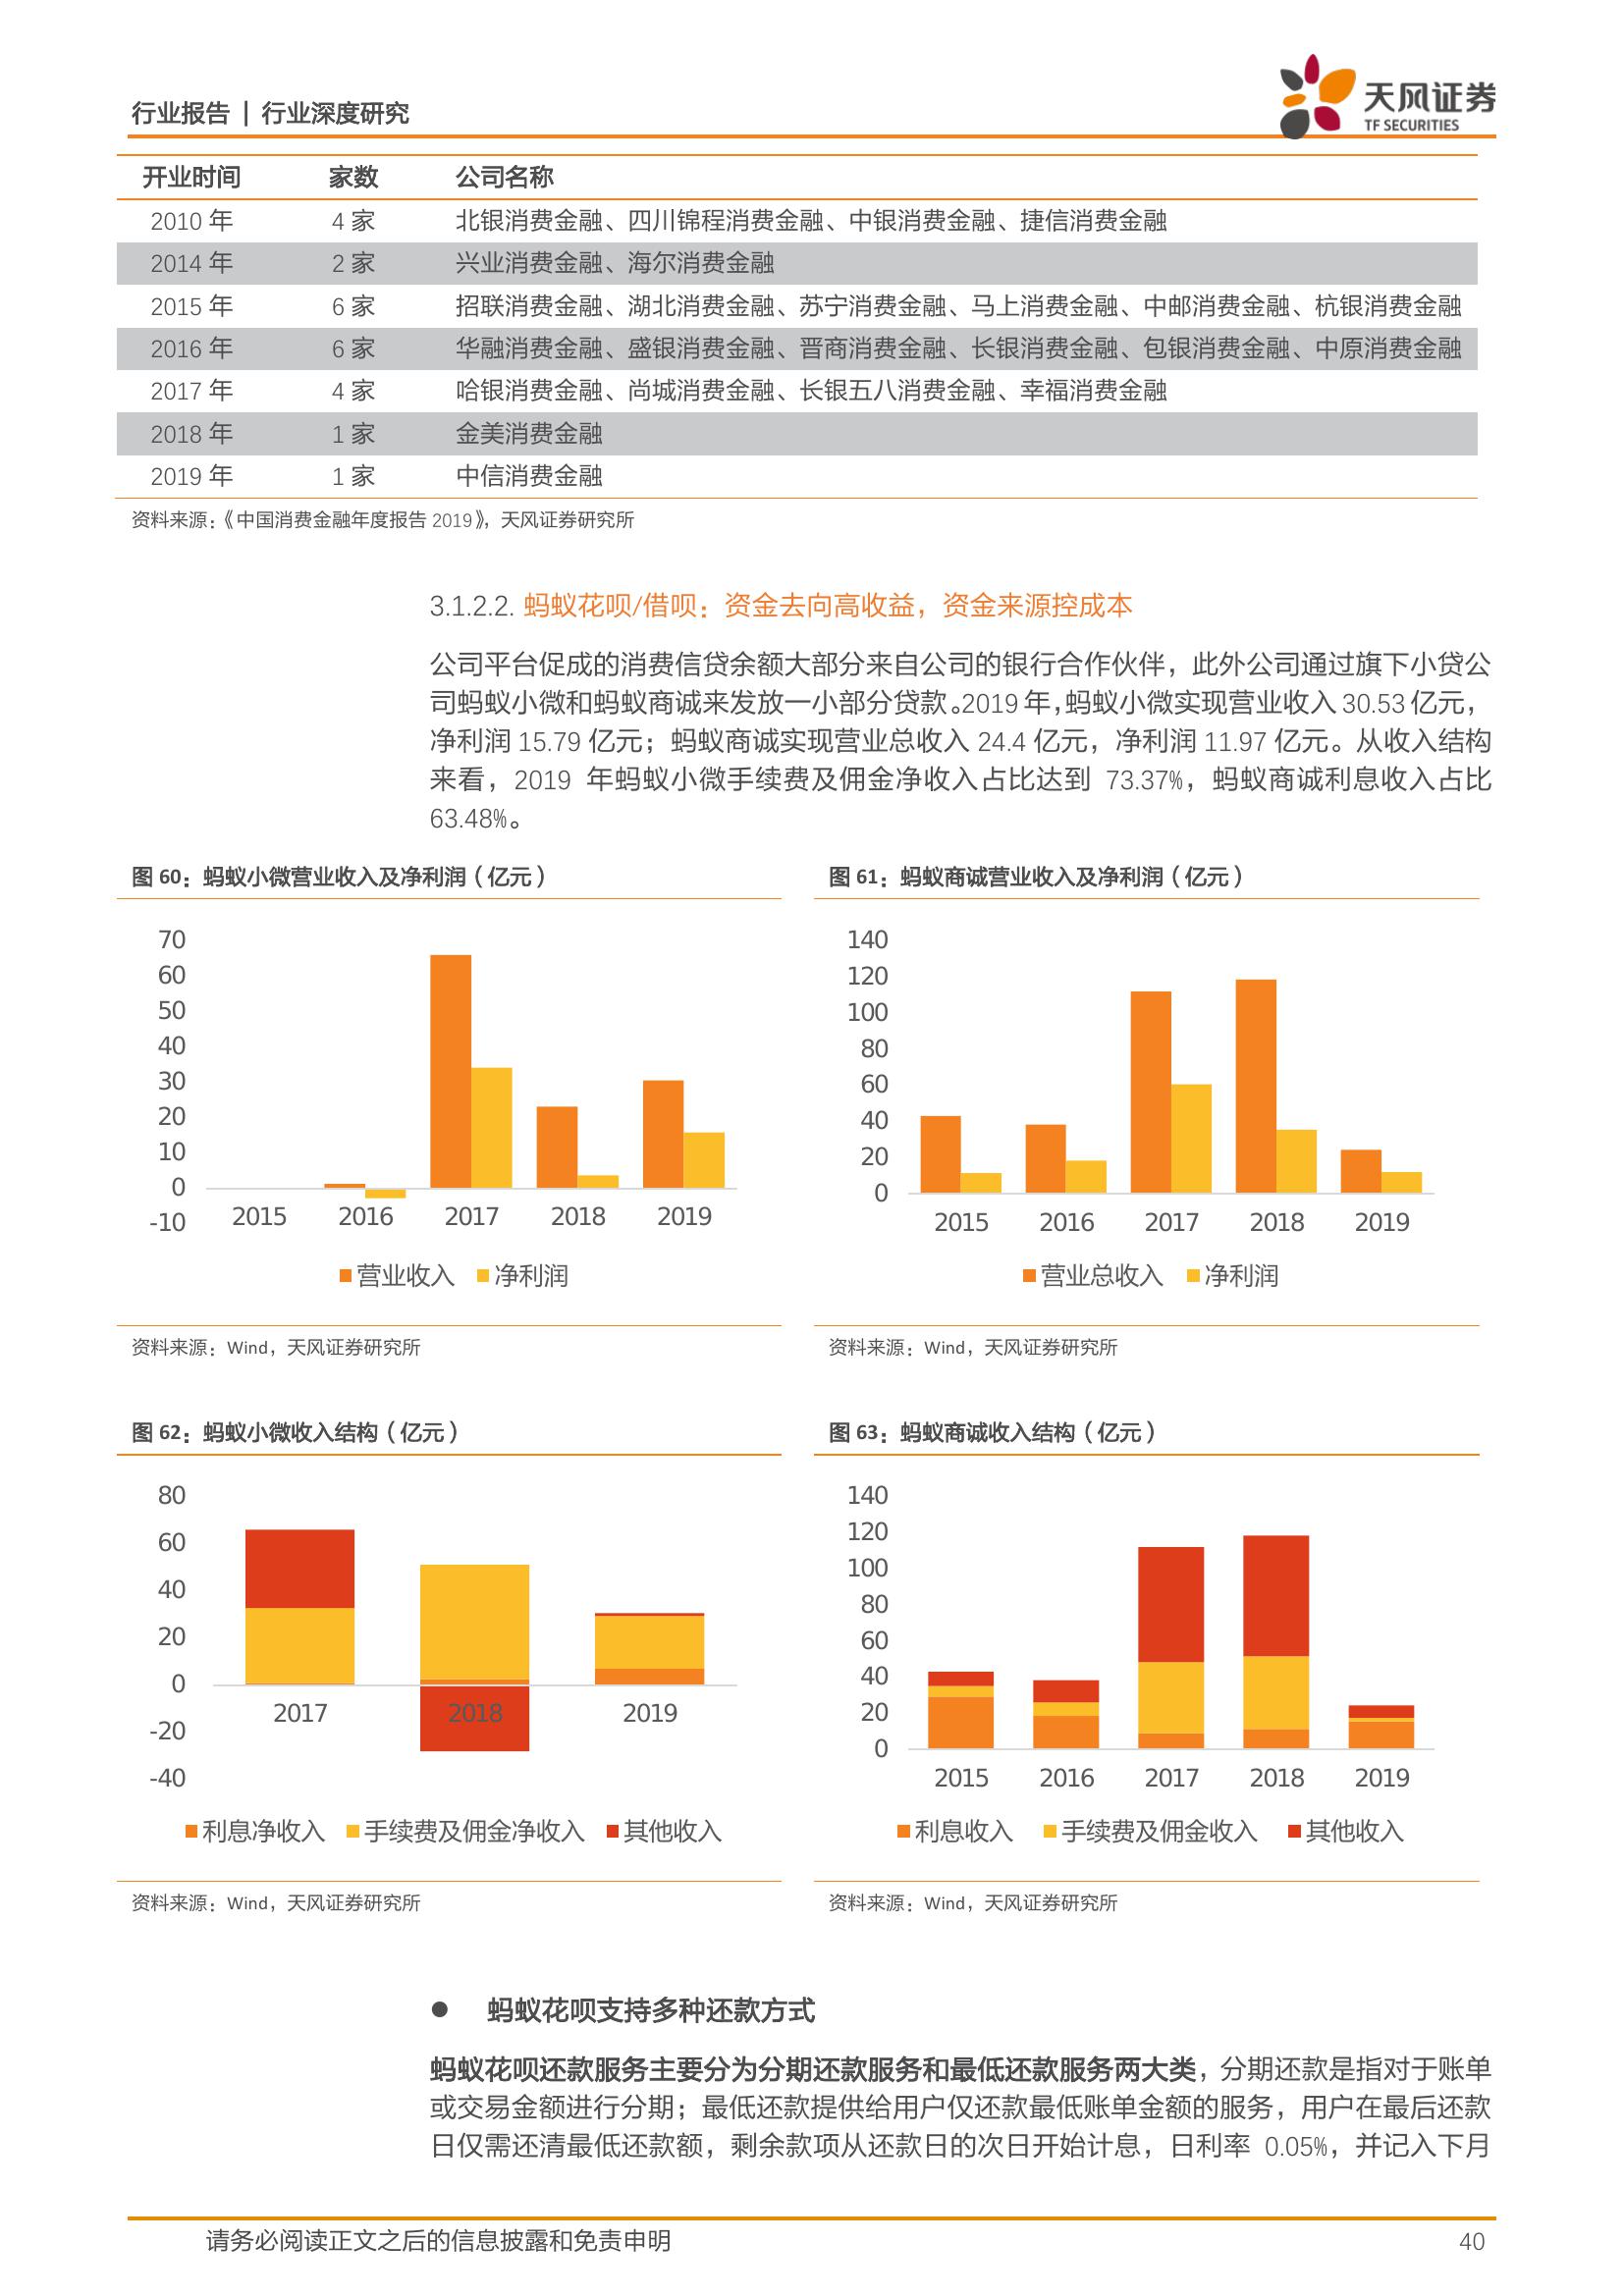 行业报告 | 行业深度研究
天风证券
TF SECURITIES
开业时间 家数 公司名称
2010 年 4 家 北银消费金融、四川锦程消费金融、中银消费金融、捷信消费金融
2014 年 2 家 兴业消费金融、海尔消费金融
2015 年 6 家 招联消费金融、湖北消费金融、苏宁消费金融、马上消费金融、中邮消费金融、杭银消费金融
2016 年 6 家 华融消费金融、盛银消费金融、晋商消费金融、长银消费金融、包银消费金融、中原消费金融
2017 年 4 家 哈银消费金融、尚城消费金融、长银五八消费金融、幸福消费金融
2018 年 1 家 金美消费金融
2019 年 1 家 中信消费金融
资料来源：《中国消费金融年度报告 2019》，天风证券研究所
3.1.2.2. 蚂蚁花呗/借呗：资金去向高收益，资金来源控成本
公司平台促成的消费信贷余额大部分来自公司的银行合作伙伴，此外公司通过旗下小贷公
司蚂蚁小微和蚂蚁商诚来发放一小部分贷款。2019 年，蚂蚁小微实现营业收入 30.53 亿元，
净利润 15.79 亿元；蚂蚁商诚实现营业总收入 24.4 亿元，净利润 11.97 亿元。从收入结构
来看，2019 年蚂蚁小微手续费及佣金净收入占比达到 73.37%，蚂蚁商诚利息收入占比
63.48%。
图 60：蚂蚁小微营业收入及净利润（亿元）
70
60
50
40
30
20
10
0
-10
2015 2016 2017 2018 2019
营业收入 净利润
资料来源：Wind，天风证券研究所
图 61：蚂蚁商诚营业收入及净利润（亿元）
140
120
100
80
60
40
20
0
2015 2016 2017 2018 2019
营业总收入 净利润
资料来源：Wind，天风证券研究所
图 62：蚂蚁小微收入结构（亿元）
80
60
40
20
0
-20
-40
2017 2018 2019
利息净收入 手续费及佣金净收入 其他收入
资料来源：Wind，天风证券研究所
图 63：蚂蚁商诚收入结构（亿元）
140
120
100
80
60
40
20
0
2015 2016 2017 2018 2019
利息收入 手续费及佣金收入 其他收入
资料来源：Wind，天风证券研究所
● 蚂蚁花呗支持多种还款方式
蚂蚁花呗还款服务主要分为分期还款服务和最低还款服务两大类，分期还款是指对于账单
或交易金额进行分期；最低还款提供给用户仅还款最低账单金额的服务，用户在最后还款
日仅需还清最低还款额，剩余款项从还款日的次日开始计息，日利率 0.05%，并记入下月
请务必阅读正文之后的信息披露和免责申明 40